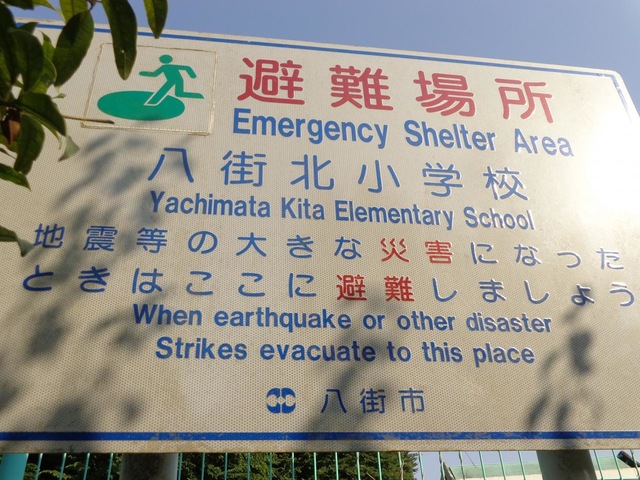 避難場所
Emergency Shelter Area
八街北小学校
Yachimata Kita Elementary School
地震等の大きな災害になった
ときはここに避難しましょう
When earthquake or other disaster
Strikes evacuate to this place
八街市